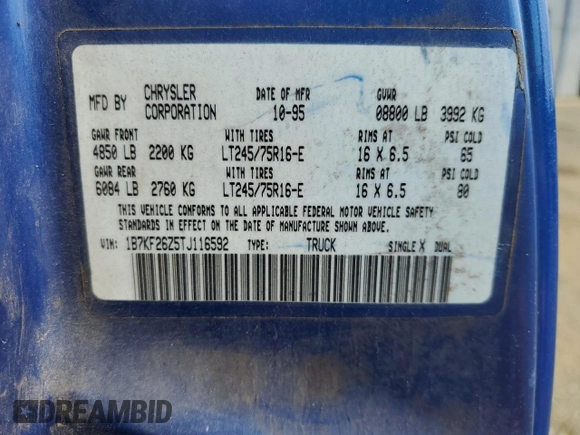 MFD BY CHRYSLER CORPORATION DATE OF MFR 10-95 GVWR 08800 LB 3992 KG
GAWR FRONT WITH TIRES RIMS AT PSI COLD
4850 LB 2200 KG LT245/75R16-E 16 X 6.5 65
GAWR REAR WITH TIRES RIMS AT PSI COLD
6084 LB 2760 KG LT245/75R16-E 16 X 6.5 80
THIS VEHICLE CONFORMS TO ALL APPLICABLE FEDERAL MOTOR VEHICLE SAFETY
STANDARDS IN EFFECT ON THE DATE OF MANUFACTURE SHOWN ABOVE.
VIN: 1B7KF26Z5TJ116592 TYPE: TRUCK SINGLE X DUAL
DREAMBID